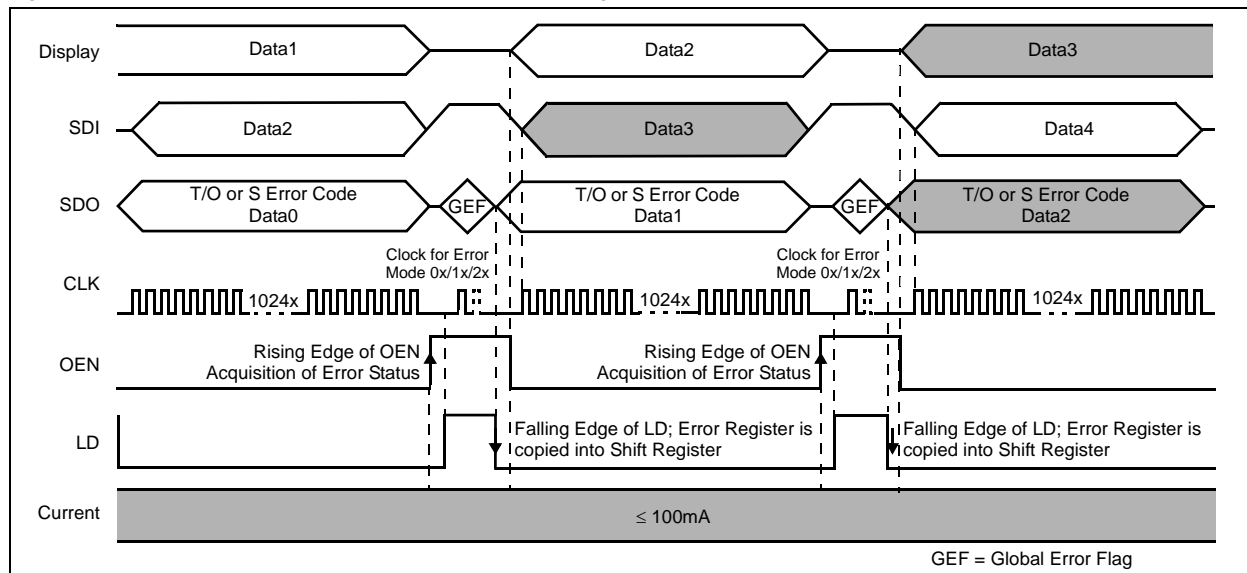 Display
Data1
Data2
Data3
SDI
Data2
Data3
Data4
SDO
T/O or S Error Code
Data0
GEF
T/O or S Error Code
Data1
GEF
T/O or S Error Code
Data2
Clock for Error
Mode 0x/1x/2x
Clock for Error
Mode 0x/1x/2x
CLK
1024x
1024x
1024x
OEN
Rising Edge of OEN
Acquisition of Error Status
Rising Edge of OEN
Acquisition of Error Status
LD
Falling Edge of LD; Error Register is
copied into Shift Register
Falling Edge of LD; Error Register is
copied into Shift Register
Current
≤ 100mA
GEF = Global Error Flag